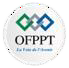 OFPPT
La Voie de l'Avenir